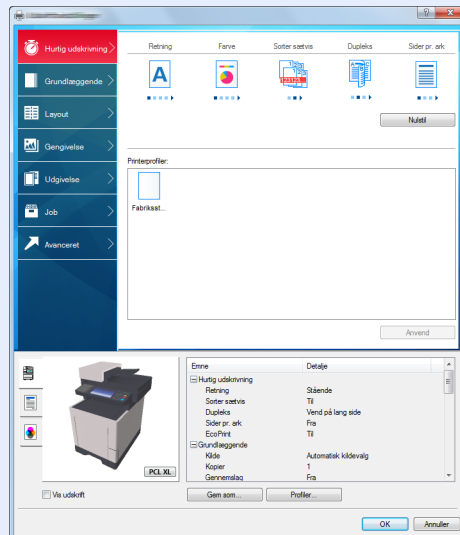 Hurtig udskrivning
Grundlæggende
Layout
Gengivelse
Udgivelse
Job
Avanceret
Retning Farve Sorter sætvis Dupleks Sider pr. ark
A
123123
A B C
Nulstil
Printerprofiler:
Fabriksst...
Anvend
PCL XL
Vis udskrift
Emne Detalje
Hurtig udskrivning
Retning Stående
Sorter sætvis Til
Dupleks Vend på lang side
Sider pr. ark Fra
EcoPrint Til
Grundlæggende
Kilde Automatisk kildevalg
Kopier 1
Gennemslag Fra
Gem som... Profiler...
OK Annuller